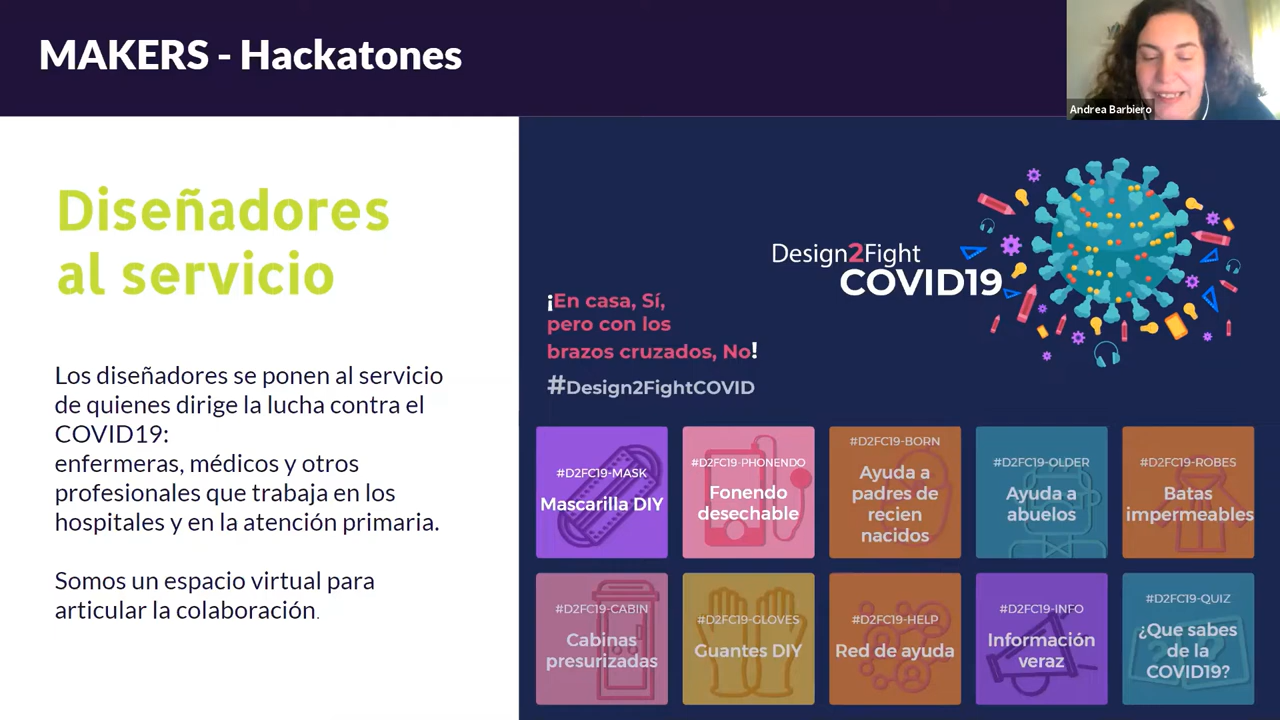 MAKERS - Hackatones
Andrea Barbiero
Diseñadores
al servicio
Los diseñadores se ponen al servicio
de quienes dirige la lucha contra el
COVID19:
enfermeras, médicos y otros
profesionales que trabaja en los
hospitales y en la atención primaria.
Somos un espacio virtual para
articular la colaboración.
Design2Fight
COVID19
¡En casa, Sí,
pero con los
brazos cruzados, No!
#Design2FightCOVID
#D2FC19-MASK
Mascarilla DIY
#D2FC19-PHONENDO
Fonendo
desechable
#D2FC19-BORN
Ayuda a
padres de
recien
nacidos
#D2FC19-OLDER
Ayuda a
abuelos
#D2FC19-ROBES
Batas
impermeables
#D2FC19-CABIN
Cabinas
presurizadas
#D2FC19-GLOVES
Guantes DIY
#D2FC19-HELP
Red de ayuda
#D2FC19-INFO
Información
veraz
#D2FC19-QUIZ
¿Que sabes
de la
COVID19?